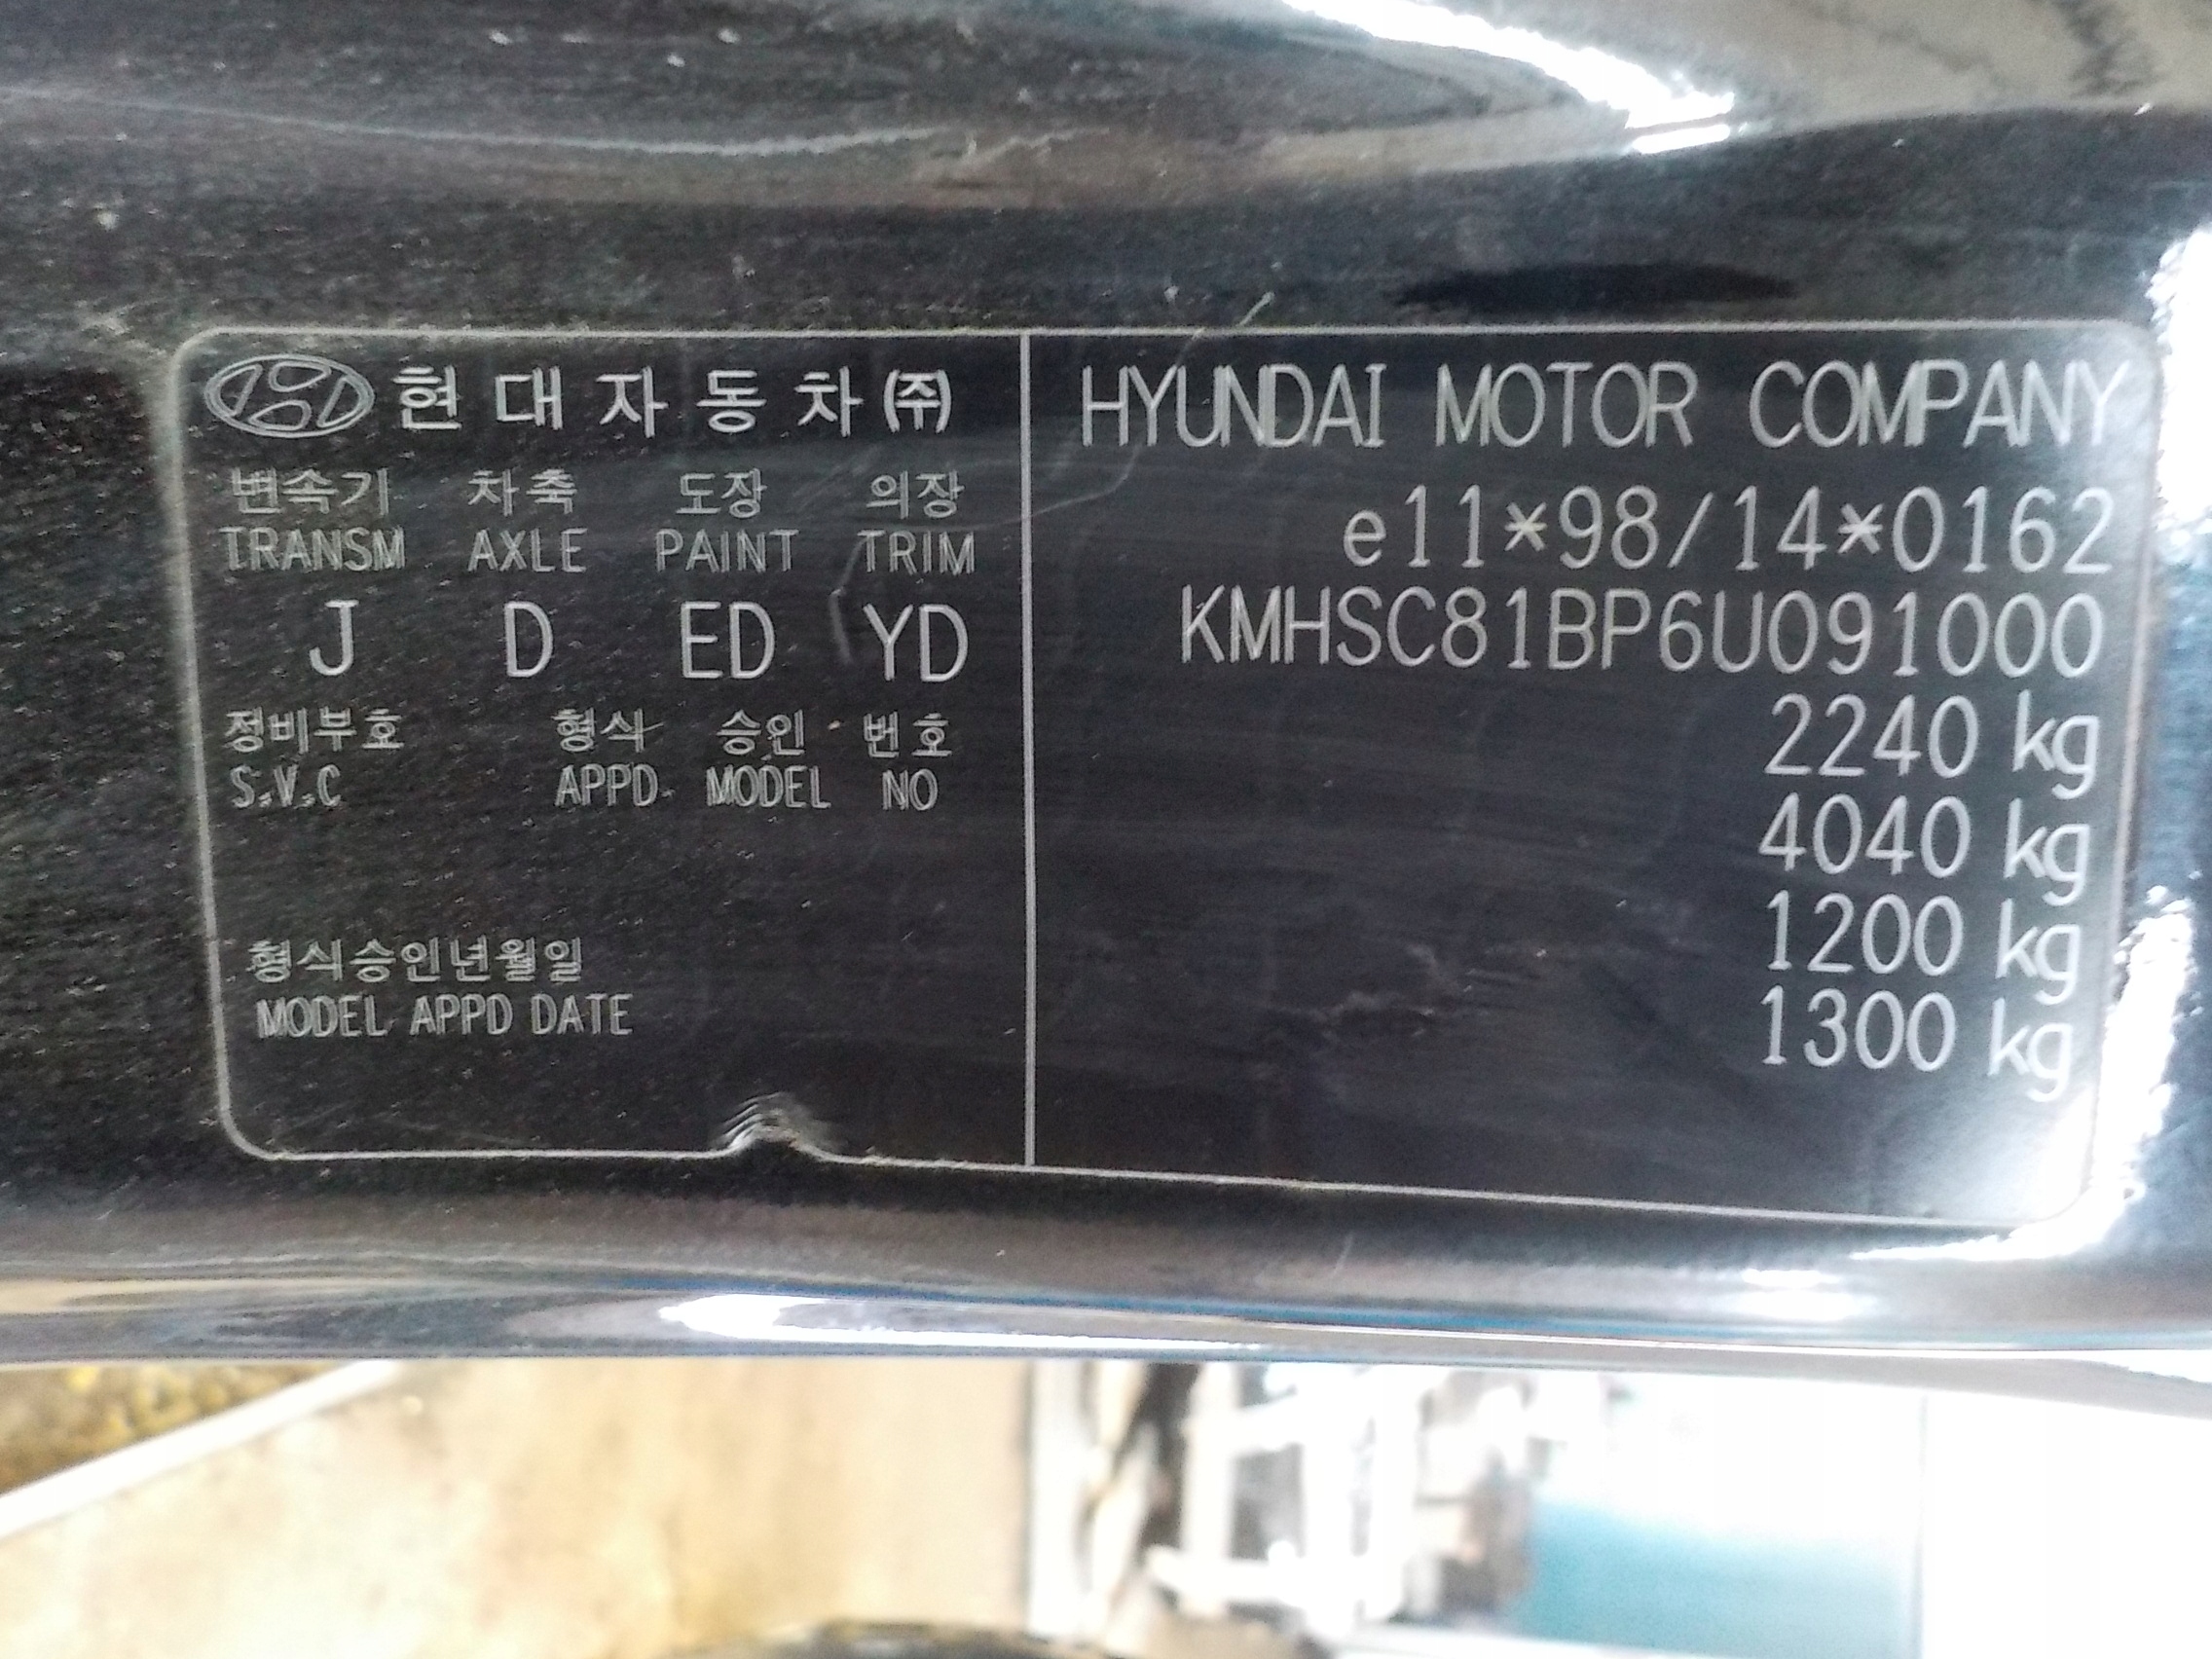 현대자동차㈜
변속기 차축 도장 의장
TRANSM AXLE PAINT TRIM
J D ED YD
정비부호 형식 승인 번호
S.V.C APPD. MODEL NO
형식승인년월일
MODEL APPD DATE
HYUNDAI MOTOR COMPANY
e11*98/14*0162
KMHSC81BP6U091000
2240 kg
4040 kg
1200 kg
1300 kg